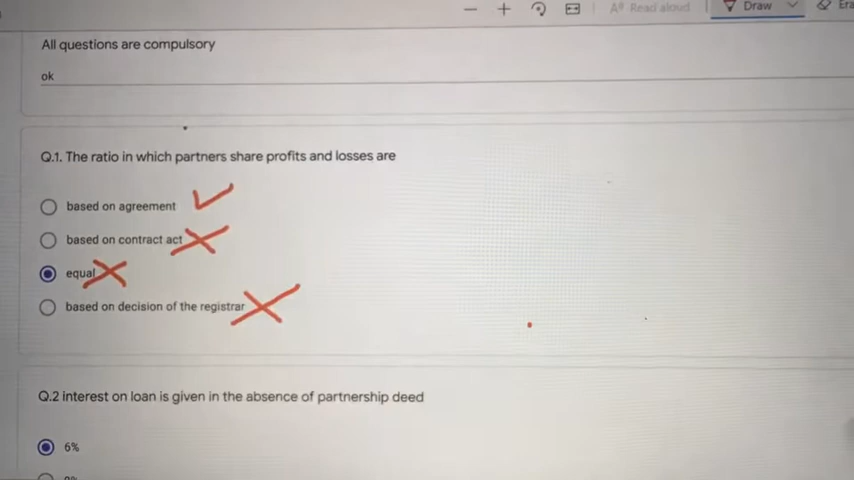 Read aloud
Draw
All questions are compulsory
ok
Q.1. The ratio in which partners share profits and losses are
based on agreement
based on contract act
equal
based on decision of the registrar
Q.2 interest on loan is given in the absence of partnership deed
6%